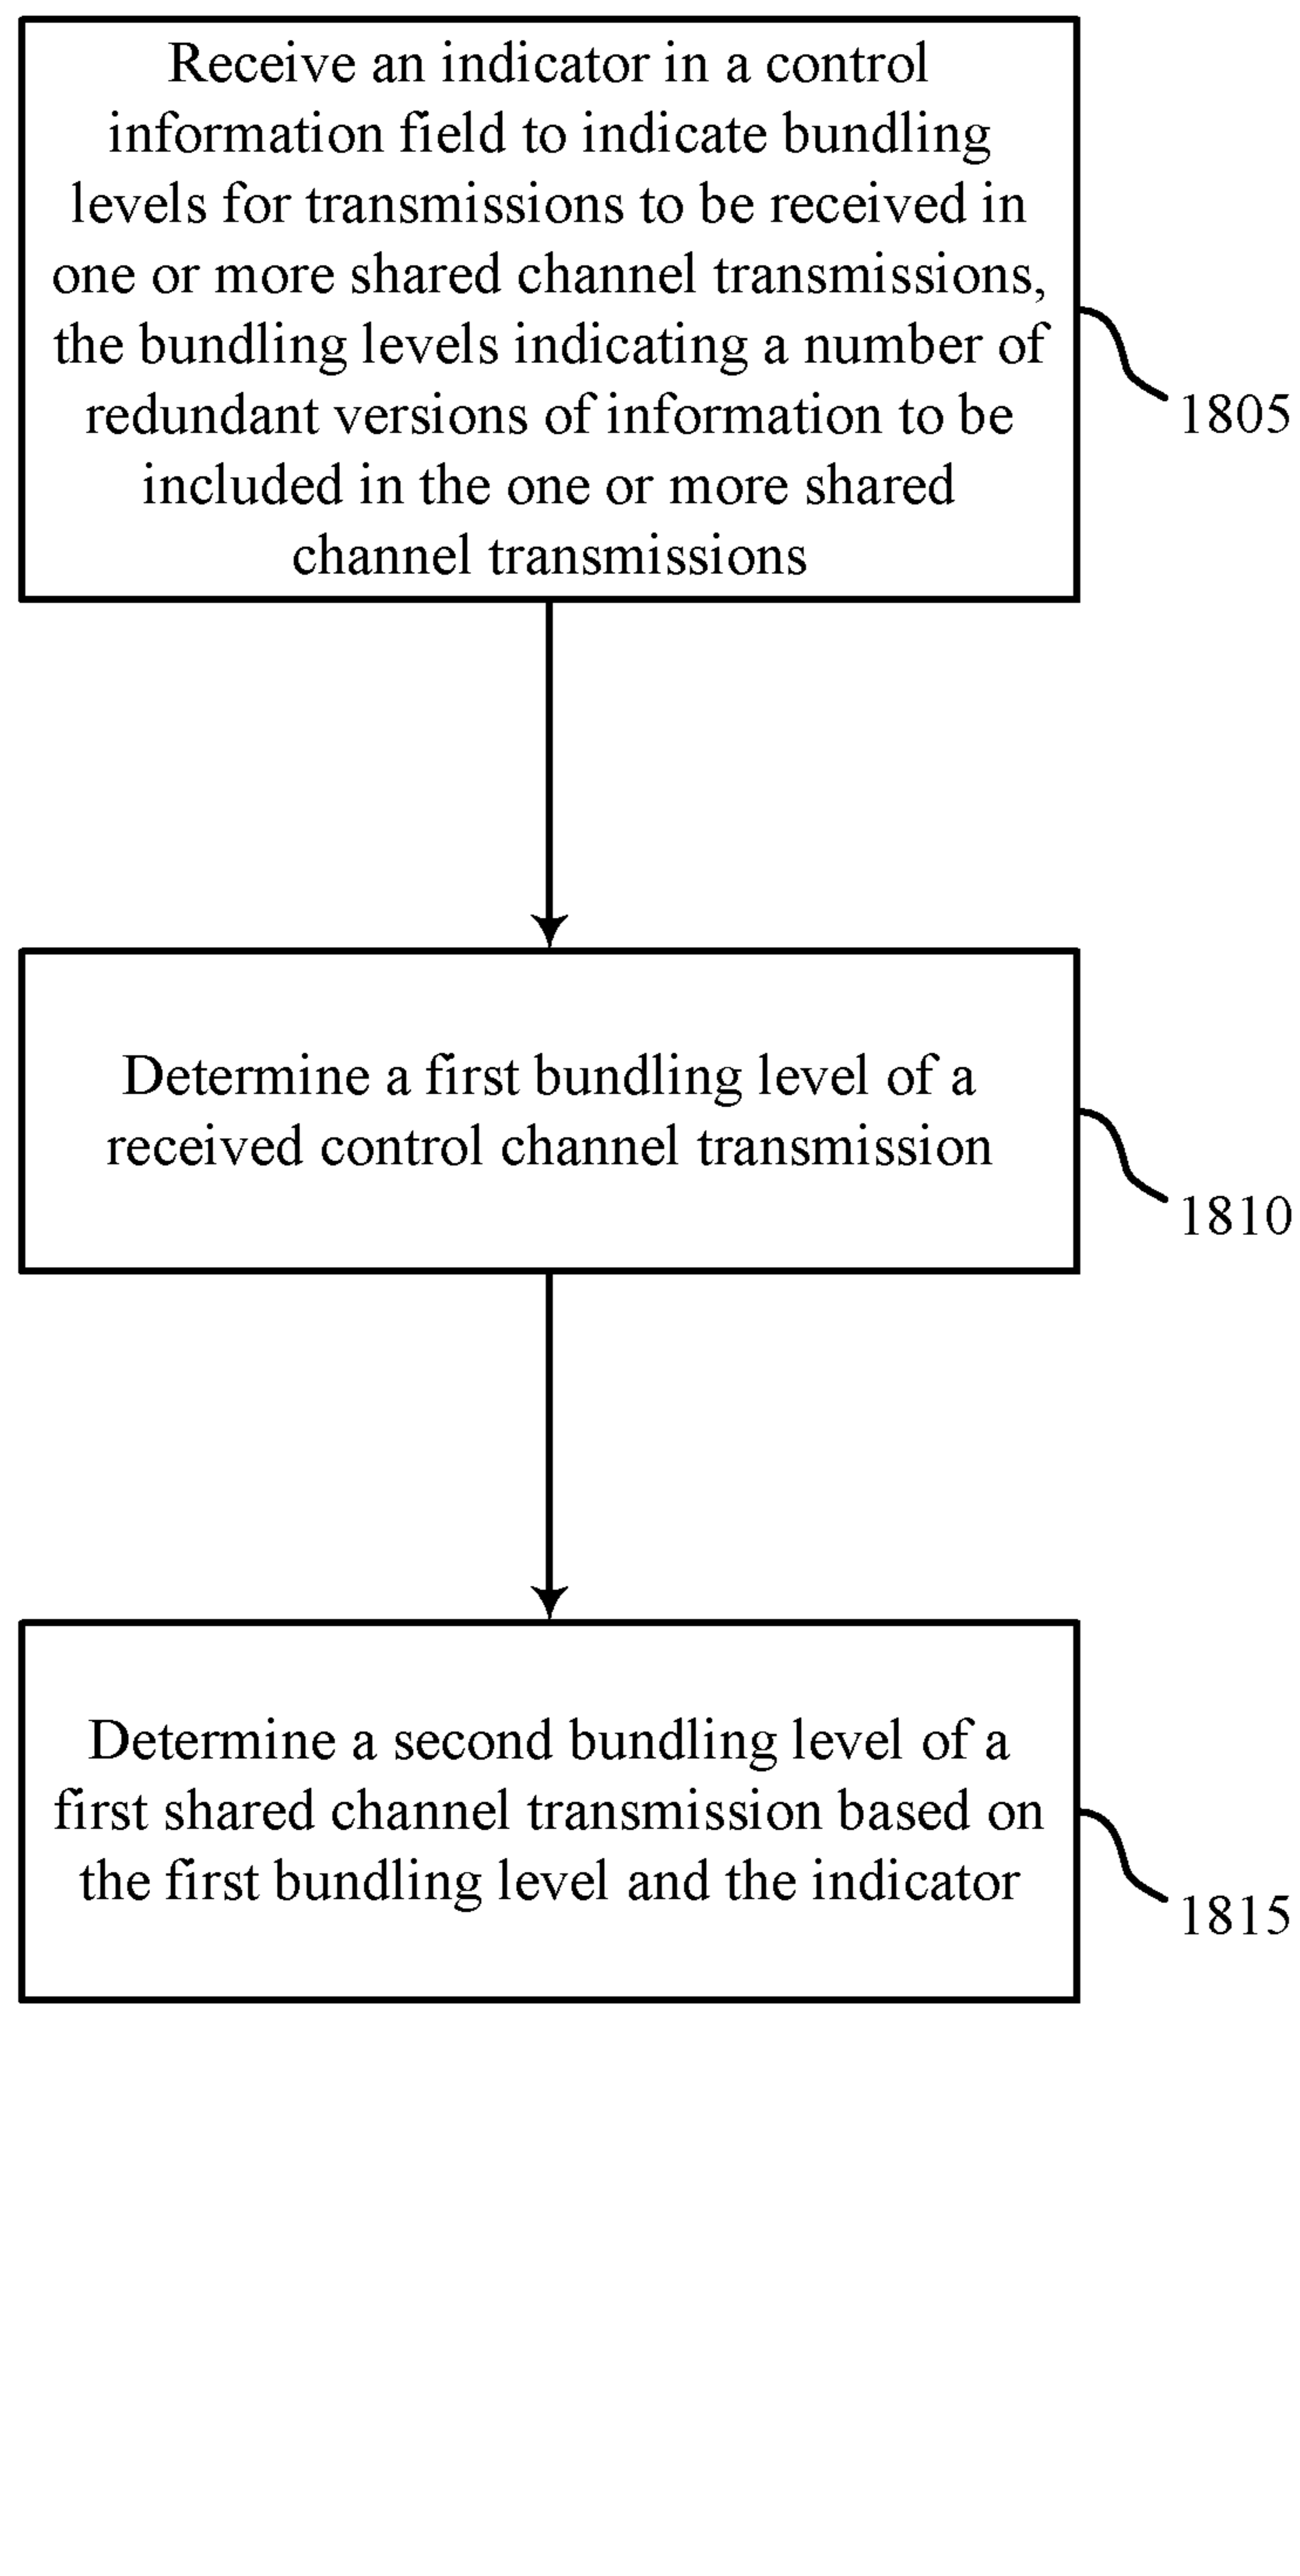 Receive an indicator in a control
information field to indicate bundling
levels for transmissions to be received in
one or more shared channel transmissions,
the bundling levels indicating a number of
redundant versions of information to be
included in the one or more shared
channel transmissions
1805
Determine a first bundling level of a
received control channel transmission
1810
Determine a second bundling level of a
first shared channel transmission based on
the first bundling level and the indicator
1815